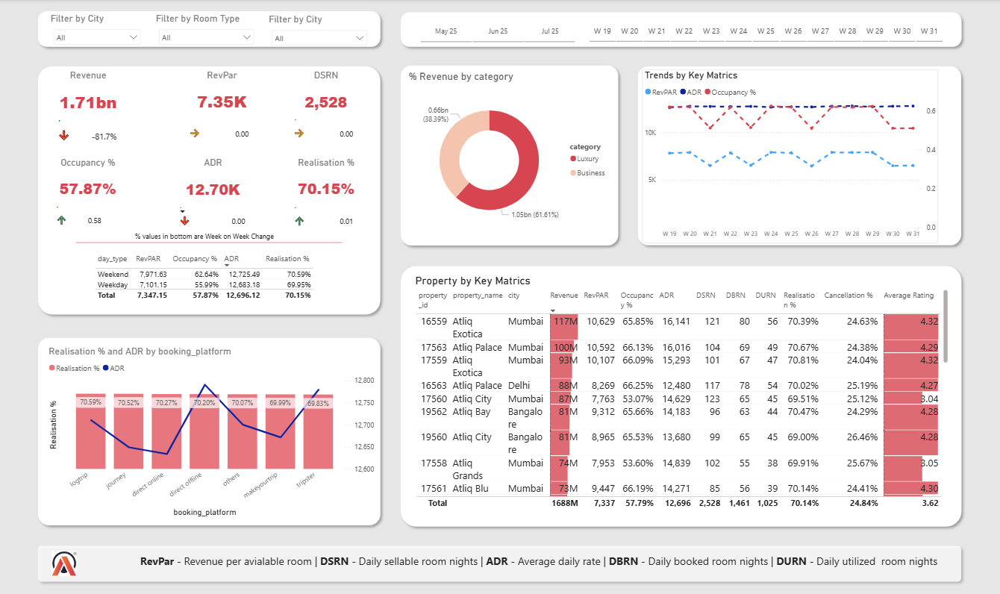 Filter by City
All
Filter by Room Type
All
Filter by City
All
May 25 Jun 25 Jul 25
W 19 W 20 W 21 W 22 W 23 W 24 W 25 W 26 W 27 W 28 W 29 W 30 W 31
Revenue RevPar DSRN
1.71bn 7.35K 2,528
-81.7% 0.00 0.00
Occupancy % ADR Realisation %
57.87% 12.70K 70.15%
0.58 0.00 0.01
% values in bottom are Week on Week Change
day_type RevPAR Occupancy % ADR Realisation %
Weekend 7,971.63 62.64% 12,725.49 70.59%
Weekday 7,101.15 55.99% 12,683.18 69.95%
Total 7,347.15 57.87% 12,696.12 70.15%
% Revenue by category
0.66bn
(38.39%)
1.05bn (61.61%)
category
Luxury
Business
Trends by Key Matrics
RevPAR ADR Occupancy %
10K
5K
0.6
0.4
0.2
0.0
W 19 W 20 W 21 W 22 W 23 W 24 W 25 W 26 W 27 W 28 W 29 W 30 W 31
Realisation % and ADR by booking_platform
Realisation % ADR
Realisation %
70.59% 70.52% 70.27% 70.20% 70.07% 69.99% 69.83%
12,800
12,750
12,700
12,650
12,600
logtrip journey direct online direct offline others makeyourtrip tripster
booking_platform
Property by Key Matrics
property property_name city Revenue RevPAR Occupanc ADR DSRN DBRN DURN Realisatio Cancellation % Average Rating
_id y % n %
16559 Atliq Mumbai 117M 10,629 65.85% 16,141 121 80 56 70.39% 24.63% 4.32
Exotica
17563 Atliq Palace Mumbai 100M 10,592 66.13% 16,016 104 69 49 70.67% 24.38% 4.29
17559 Atliq Mumbai 93M 10,107 66.09% 15,293 101 67 47 70.81% 24.04% 4.32
Exotica
16563 Atliq Palace Delhi 88M 8,269 66.25% 12,480 117 78 54 70.02% 25.19% 4.27
17560 Atliq City Mumbai 87M 7,763 53.07% 14,629 123 65 45 69.51% 25.12% 3.04
19562 Atliq Bay Bangalo 81M 9,312 65.66% 14,183 96 63 44 70.47% 24.29% 4.28
re
19560 Atliq City Bangalo 81M 8,965 65.53% 13,680 99 65 45 69.00% 26.46% 4.28
re
17558 Atliq Mumbai 74M 7,953 53.60% 14,839 102 55 38 69.91% 25.67% 3.05
Grands
17561 Atliq Blu Mumbai 73M 9,447 66.19% 14,271 85 56 39 70.14% 24.41% 4.30
Total 1688M 7,337 57.79% 12,696 2,528 1,461 1,025 70.14% 24.84% 3.62
RevPar - Revenue per avialable room | DSRN - Daily sellable room nights | ADR - Average daily rate | DBRN - Daily booked room nights | DURN - Daily utilized room nights